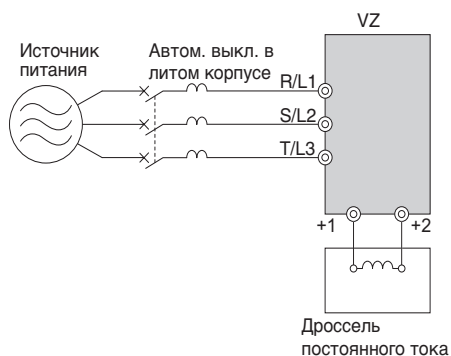 VZ
Источник
питания
Автом. выкл. в
литом корпусе
R/L1
S/L2
T/L3
+1
+2
Дроссель
постоянного тока